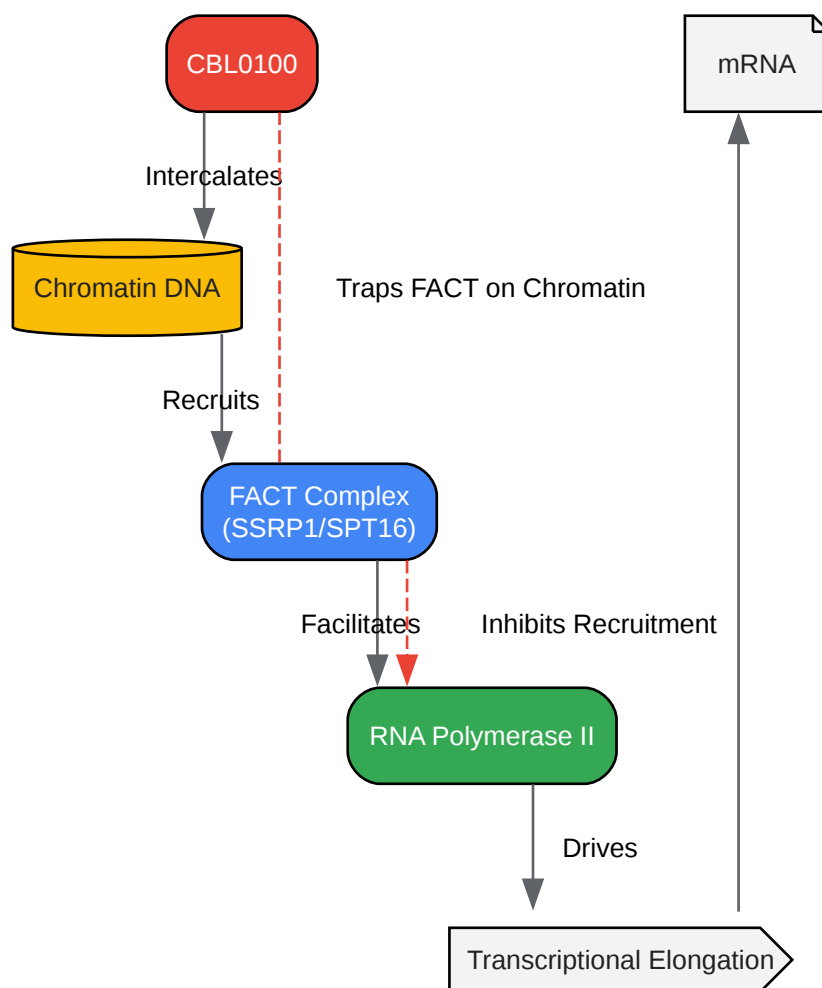 CBL0100
mRNA
Intercalates
Chromatin DNA
Traps FACT on Chromatin
Recruits
FACT Complex
(SSRP1/SPT16)
Facilitates
Inhibits Recruitment
RNA Polymerase II
Drives
Transcriptional Elongation